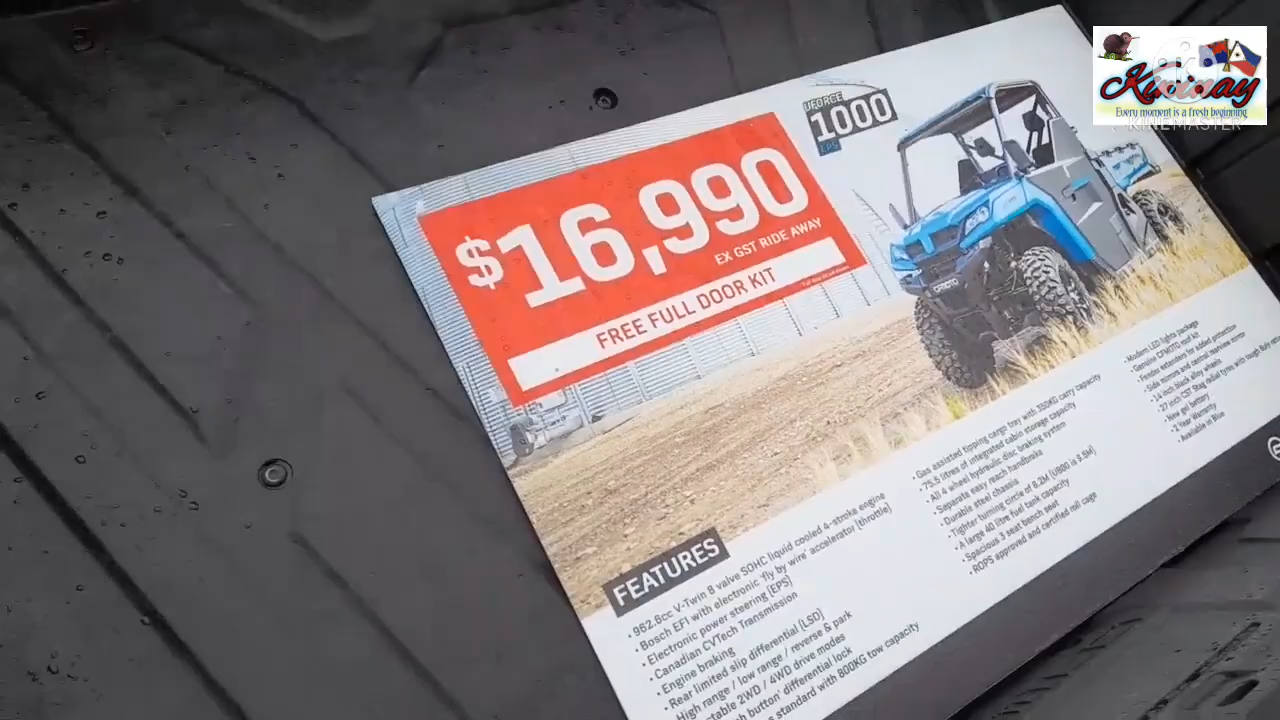 UFORCE
1000
EPS
$16,990
EX GST RIDE AWAY
FREE FULL DOOR KIT
CFMOTO
FEATURES
• 962.6cc V-Twin 8 valve SOHC liquid cooled 4-stroke engine
• Bosch EFI with electronic 'fly by wire' accelerator (throttle)
• Electronic power steering (EPS)
• Canadian CVTech Transmission
• Engine braking
• Rear limited slip differential (LSD)
• High range / low range / reverse & park
2WD / 4WD drive modes
button' differential lock
standard with 800KG tow capacity
• Gas assisted tipping cargo tray with 350KG carry capacity
• 75.5 litres of integrated cabin storage capacity
• All 4 wheel hydraulic disc braking system
• Separate easy reach handbrake
• Durable steel chassis
• Tighter turning circle of 8.2M (U800 is 9.5M)
• A large 40 litre fuel tank capacity
• Spacious 3 seat bench seat
• ROPS approved and certified roll cage
• Modern LED lights package
• Genuine CFMOTO roof kit
• Fender extenders for added protection
• Side mirrors and central rearview mirror
• 14 inch black alloy wheels
• 27 inch CST Stag radial tyres with tough
• New gel battery
• 2 Year Warranty
• Available in Blue
Kiwinay
Every moment is a fresh beginning
KINEMASTER